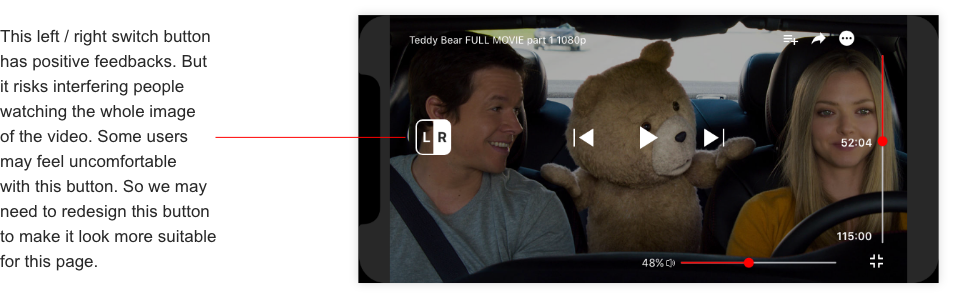 This left / right switch button
has positive feedbacks. But
it risks interfering people
watching the whole image
of the video. Some users
may feel uncomfortable
with this button. So we may
need to redesign this button
to make it look more suitable
for this page.
Teddy Bear FULL MOVIE part 1 1080p
L R
52:04
115:00
48%